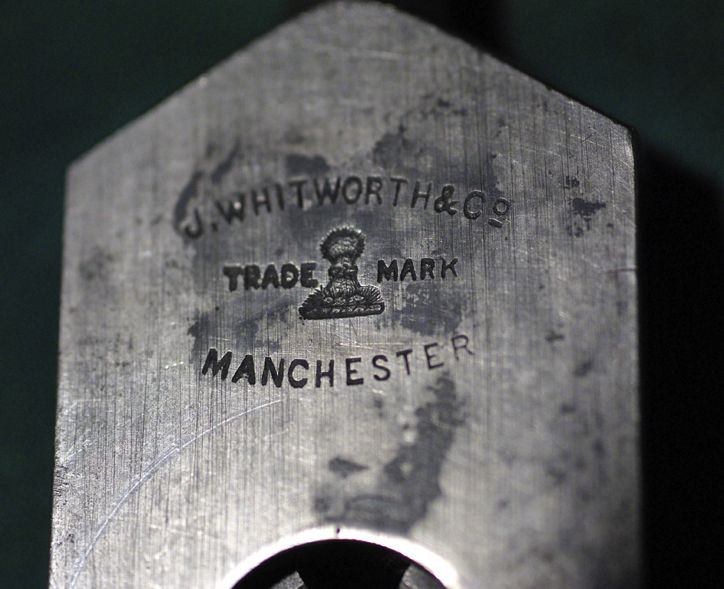 J. WHITWORTH & Co
TRADE MARK
MANCHESTER